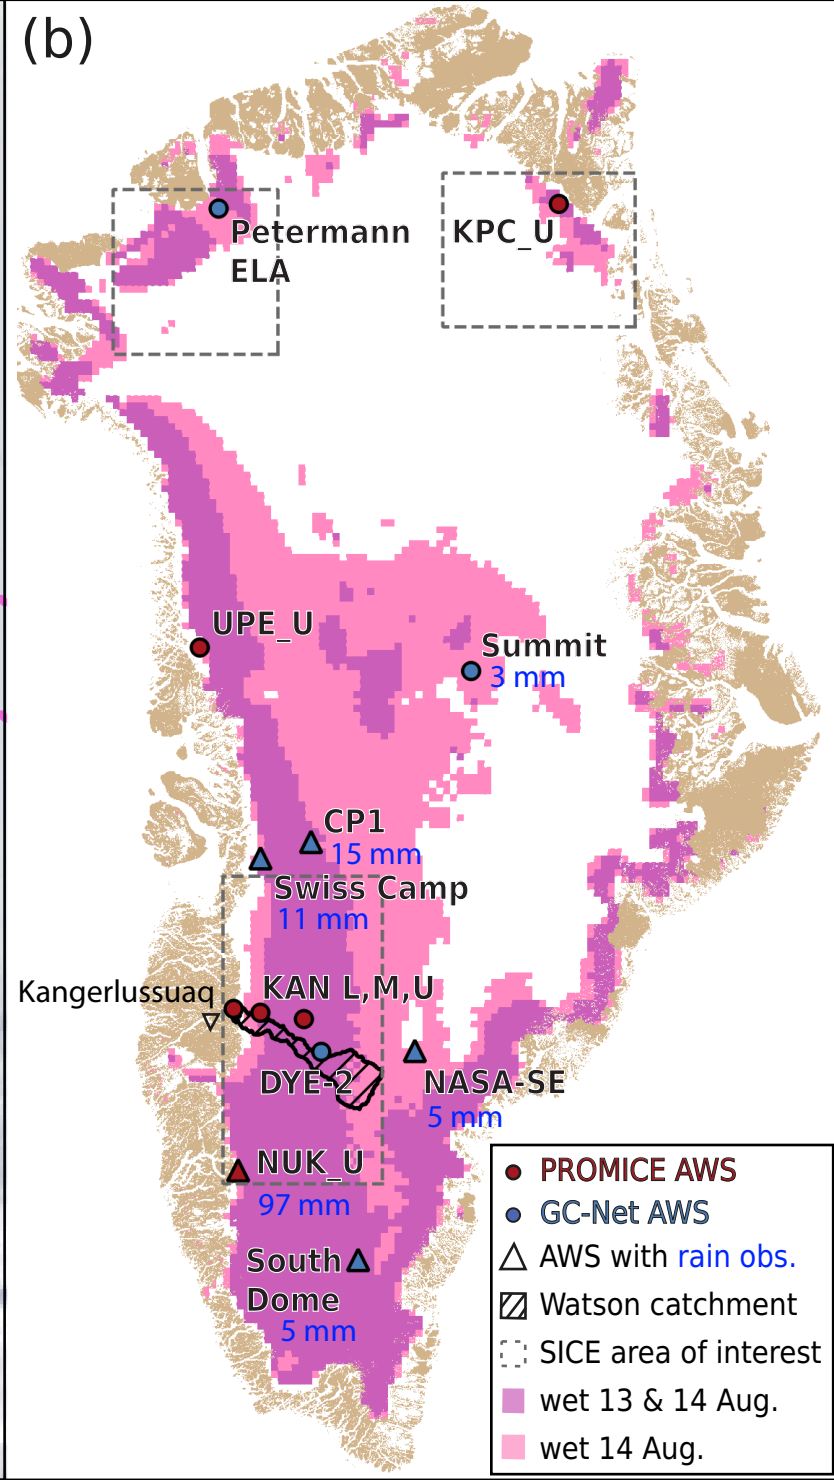 (b)
Petermann
ELA
KPC_U
UPE_U
Summit
3 mm
CP1
15 mm
Swiss Camp
11 mm
KAN L,M,U
Kangerlussuaq
DYE-2
NASA-SE
5 mm
NUK_U
97 mm
South
Dome
5 mm
PROMICE AWS
GC-Net AWS
AWS with rain obs.
Watson catchment
SICE area of interest
wet 13 & 14 Aug.
wet 14 Aug.